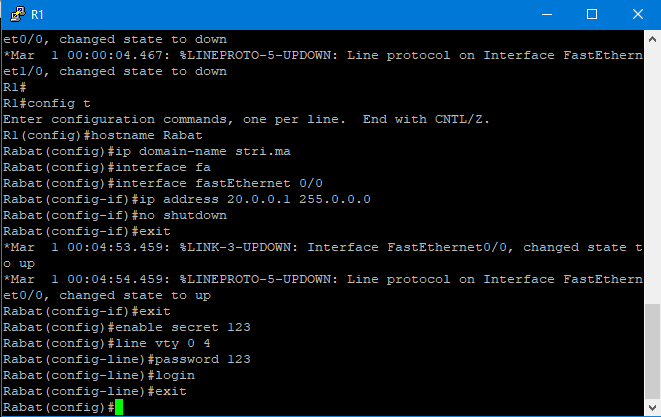 R1
et0/0, changed state to down
*Mar  1 00:00:04.467: %LINEPROTO-5-UPDOWN: Line protocol on Interface FastEthern
et1/0, changed state to down
R1#
R1#config t
Enter configuration commands, one per line.  End with CNTL/Z.
R1(config)#hostname Rabat
Rabat(config)#ip domain-name stri.ma
Rabat(config)#interface fa
Rabat(config)#interface fastEthernet 0/0
Rabat(config-if)#ip address 20.0.0.1 255.0.0.0
Rabat(config-if)#no shutdown
Rabat(config-if)#exit
*Mar  1 00:04:53.459: %LINK-3-UPDOWN: Interface FastEthernet0/0, changed state t
o up
*Mar  1 00:04:54.459: %LINEPROTO-5-UPDOWN: Line protocol on Interface FastEthern
et0/0, changed state to up
Rabat(config-if)#exit
Rabat(config)#enable secret 123
Rabat(config)#line vty 0 4
Rabat(config-line)#password 123
Rabat(config-line)#login
Rabat(config-line)#exit
Rabat(config)#